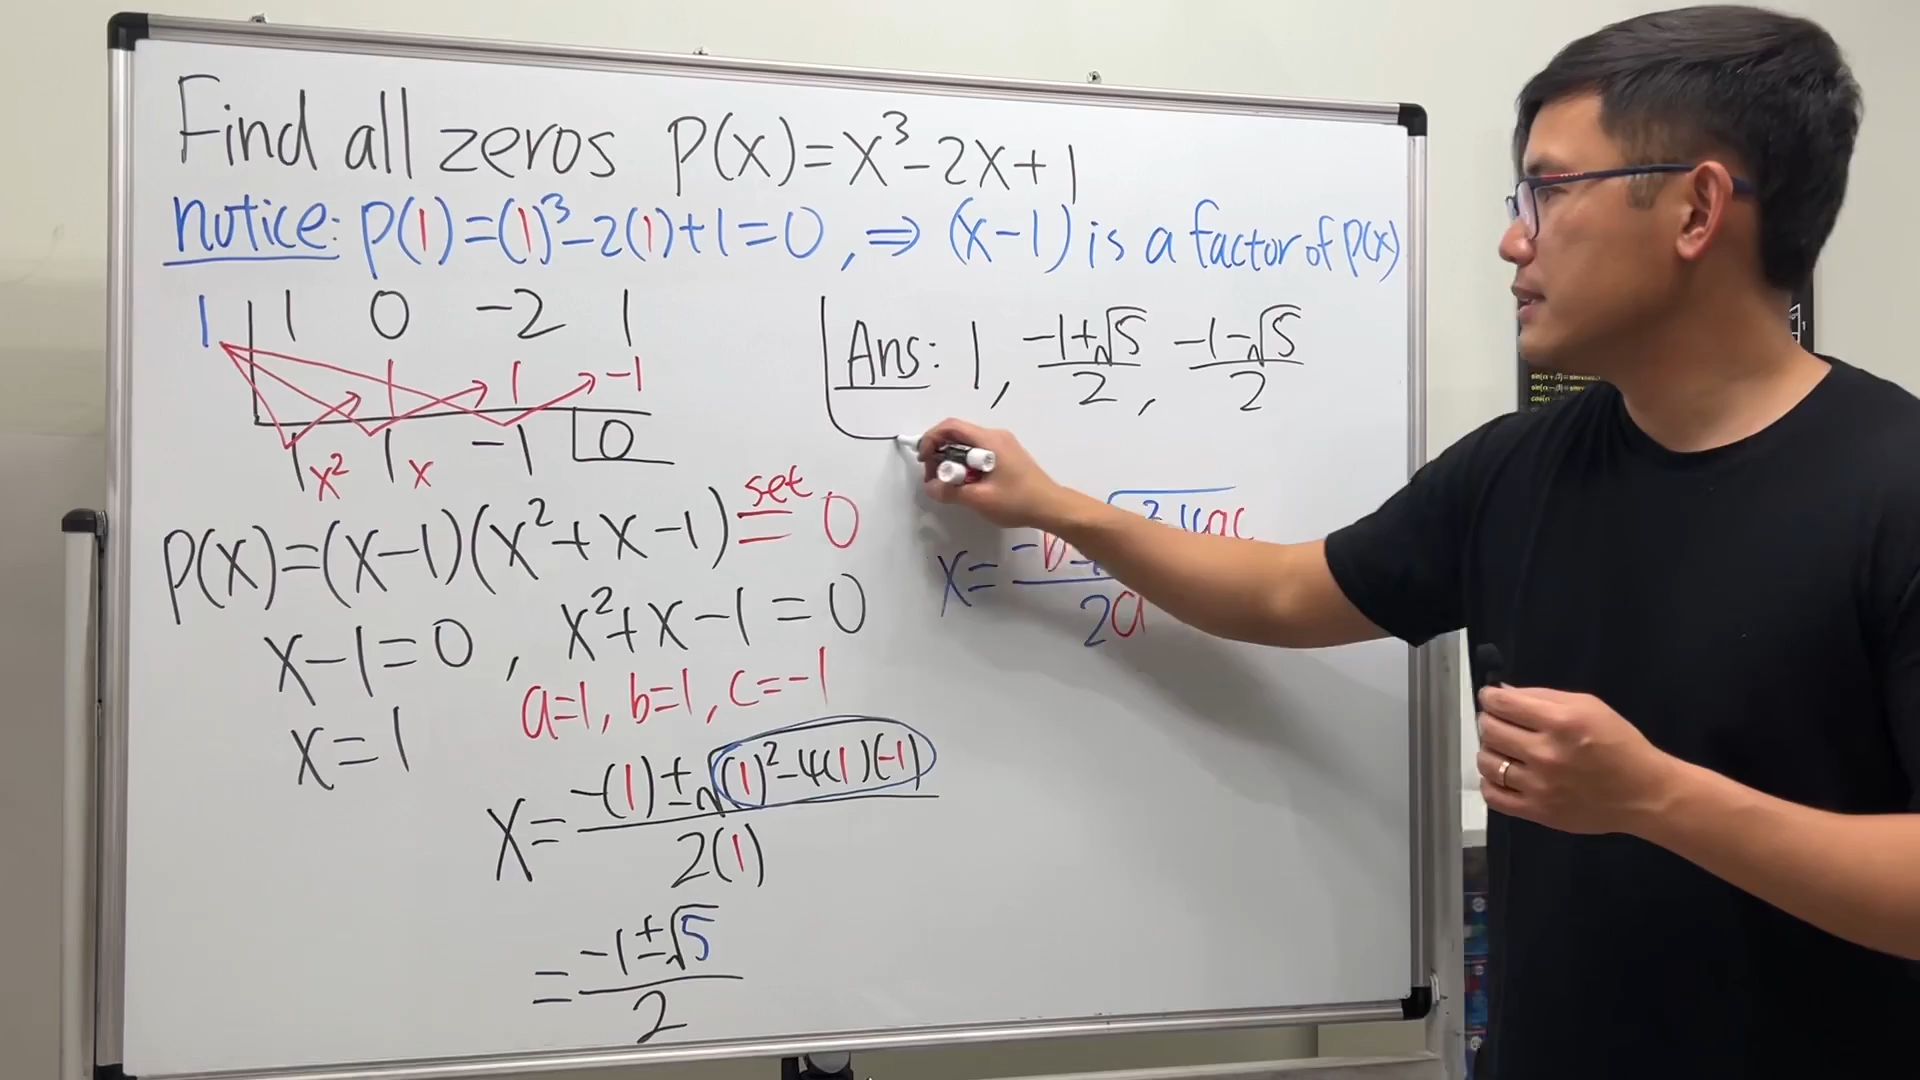 Find all zeros P(x)=x³-2x+1
notice: P(1)=(1)³-2(1)+1=0, ⇒ (x-1) is a factor of P(x)
1 | 1 0 -2 1
1 1 -1
1x² 1x -1 0
Ans: 1, (-1+√5)/2, (-1-√5)/2
P(x)=(x-1)(x²+x-1) set = 0
x-1=0, x²+x-1=0
a=1, b=1, c=-1
x=1
x= (-(1)±√((1)²-4(1)(-1)))/(2(1))
= (-1±√5)/2